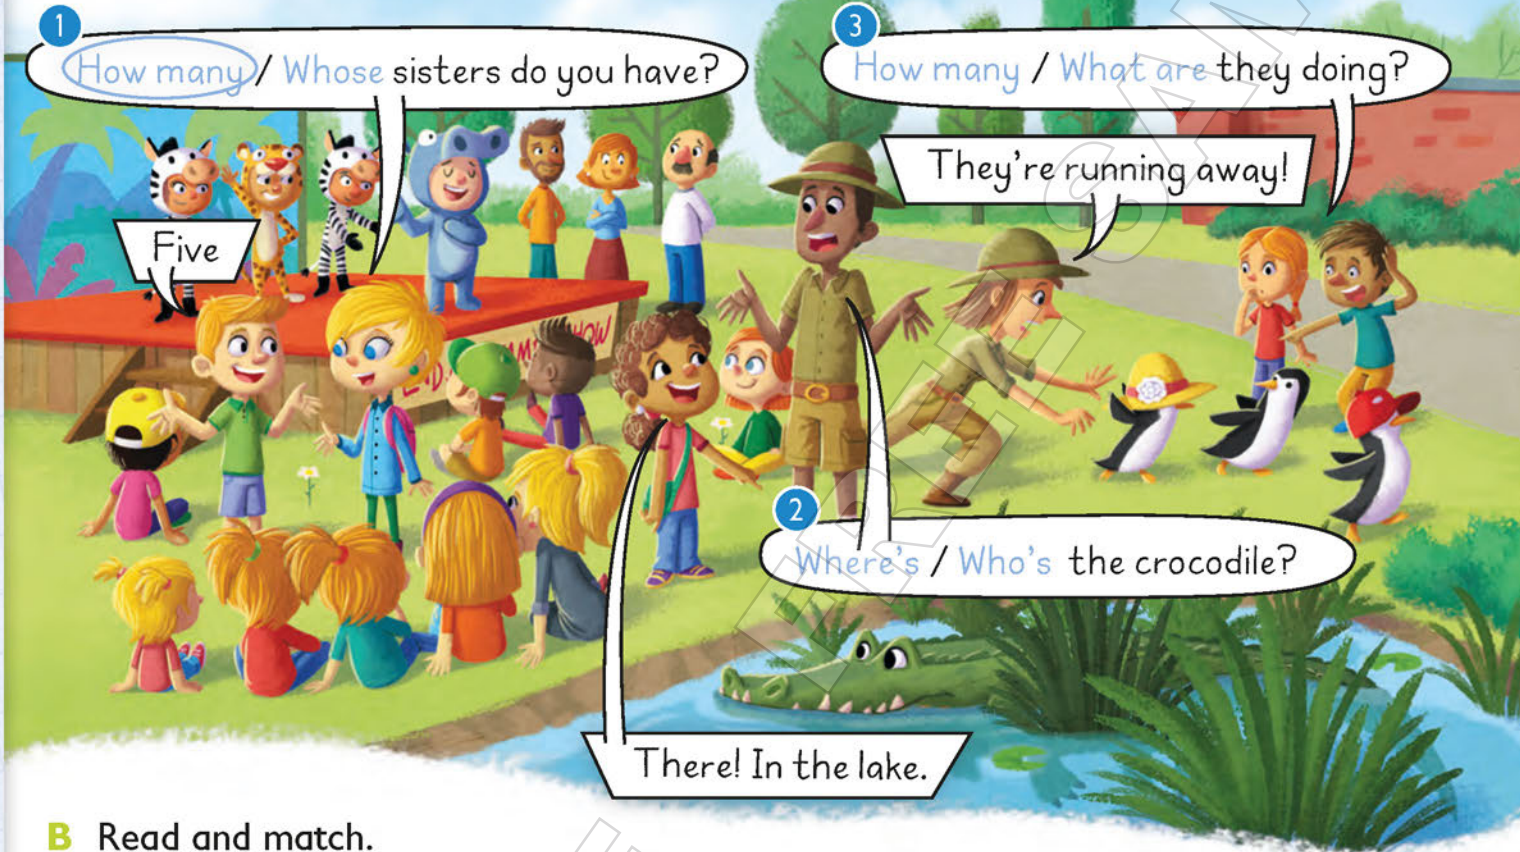 1
How many / Whose sisters do you have?
Five
3
How many / What are they doing?
They're running away!
2
Where's / Who's the crocodile?
There! In the lake.
B Read and match.